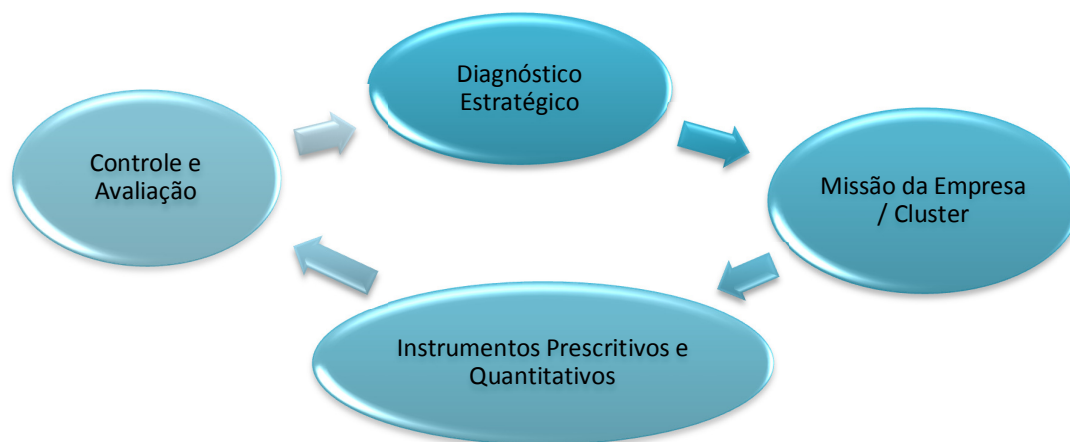 Diagnóstico
Estratégico
Missão da Empresa
/ Cluster
Instrumentos Prescritivos e
Quantitativos
Controle e
Avaliação